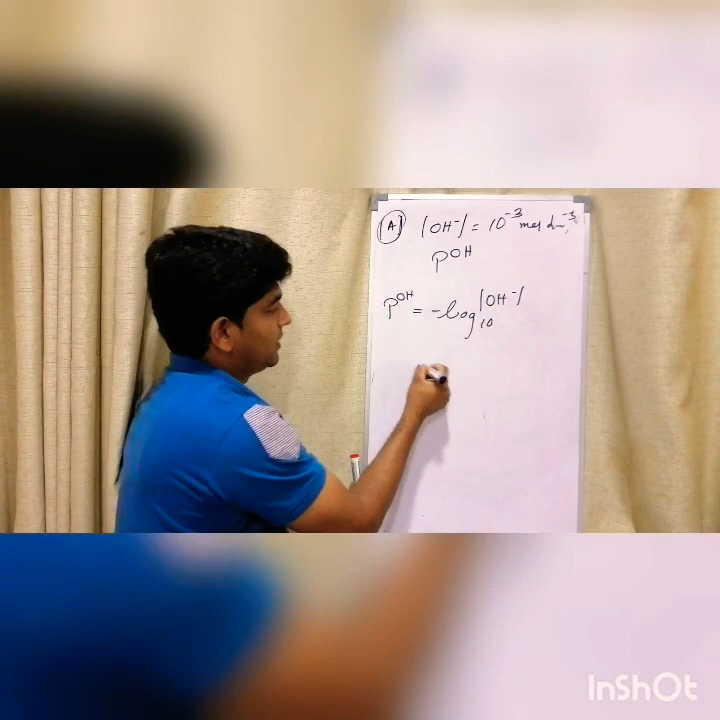 (A) [OH⁻] = 10⁻³ mol dm⁻³,
pOH
pOH = -log₁₀[OH⁻]
InShOt